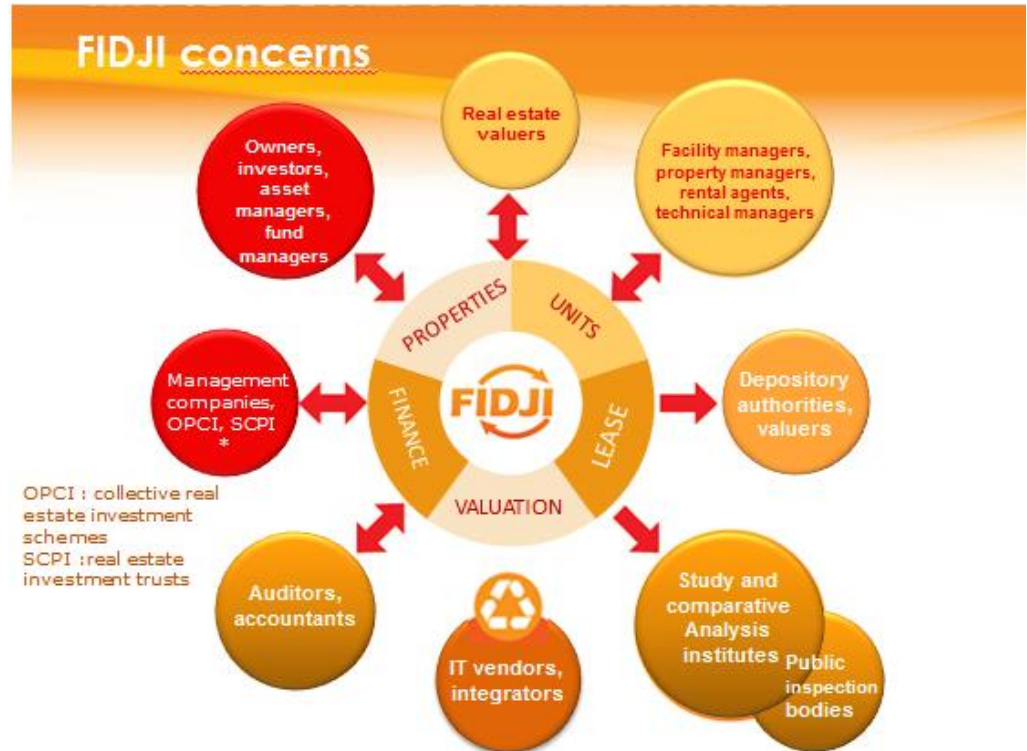 FIDJI concerns
Real estate
valuers
Owners,
investors,
asset
managers,
fund
managers
Facility managers,
property managers,
rental agents,
technical managers
PROPERTIES
UNITS
Management
companies,
OPCI, SCPI
*
FINANCE
FIDJI
LEASE
Depository
authorities,
valuers
VALUATION
OPCI : collective real
estate investment
schemes
SCPI :real estate
investment trusts
Auditors,
accountants
IT vendors,
integrators
Study and
comparative
Analysis
institutes
Public
inspection
bodies